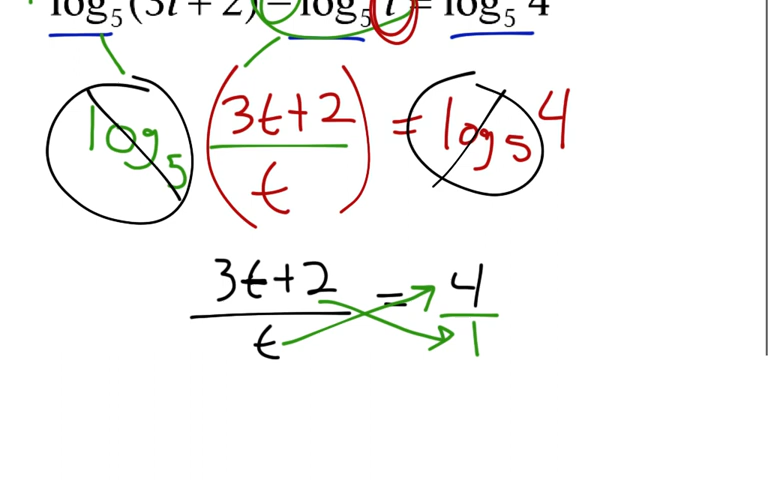 log₅(3t + 2) − log₅ t = log₅ 4
log₅ ((3t+2)/t) = log₅ 4
(3t+2)/t = 4/1